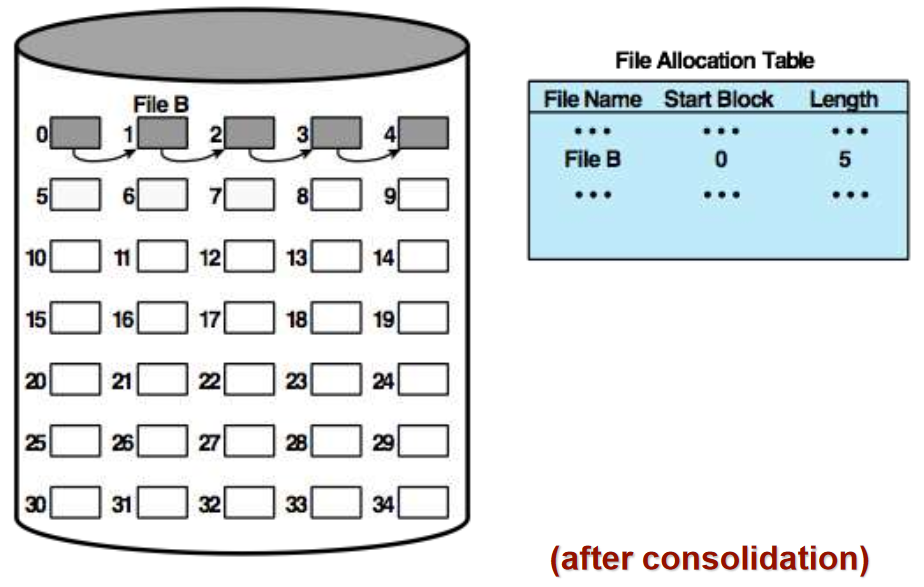 File B
0 1 2 3 4
5 6 7 8 9
10 11 12 13 14
15 16 17 18 19
20 21 22 23 24
25 26 27 28 29
30 31 32 33 34
File Allocation Table
File Name Start Block Length
••• ••• •••
File B 0 5
••• ••• •••
(after consolidation)